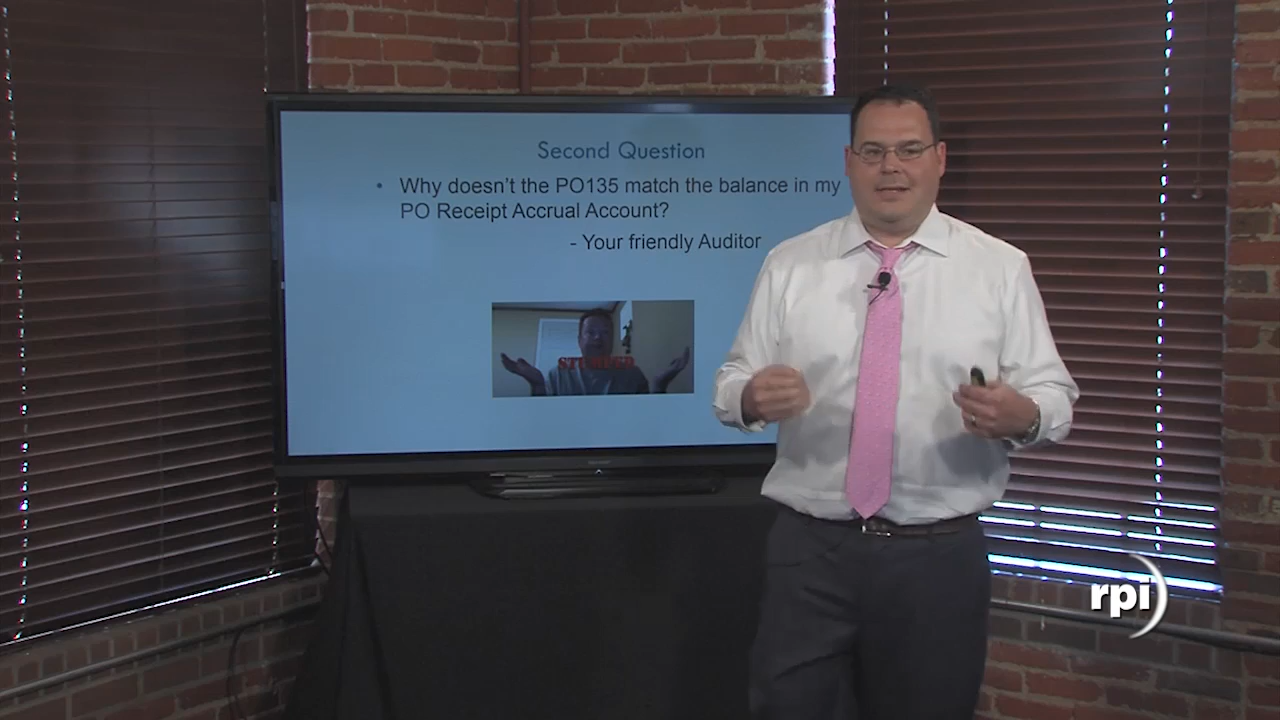 Second Question
• Why doesn't the PO135 match the balance in my
PO Receipt Accrual Account?
- Your friendly Auditor
STUMPED
rpi